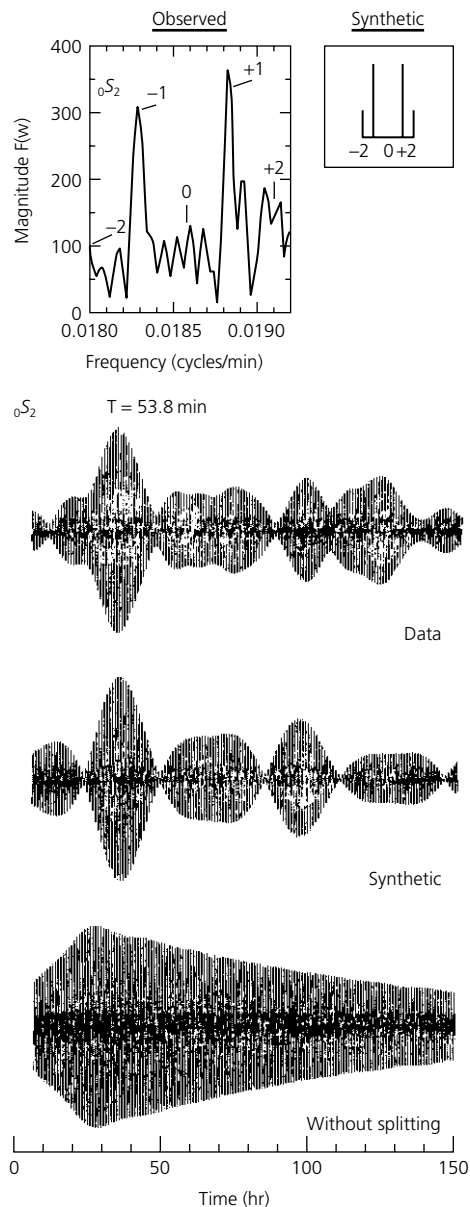 Observed
Synthetic
400
300
200
100
0
Magnitude F(w)
₀S₂
−1
+1
+2
0
−2
0.0180
0.0185
0.0190
Frequency (cycles/min)
−2 0 +2
₀S₂ T = 53.8 min
Data
Synthetic
Without splitting
0 50 100 150
Time (hr)